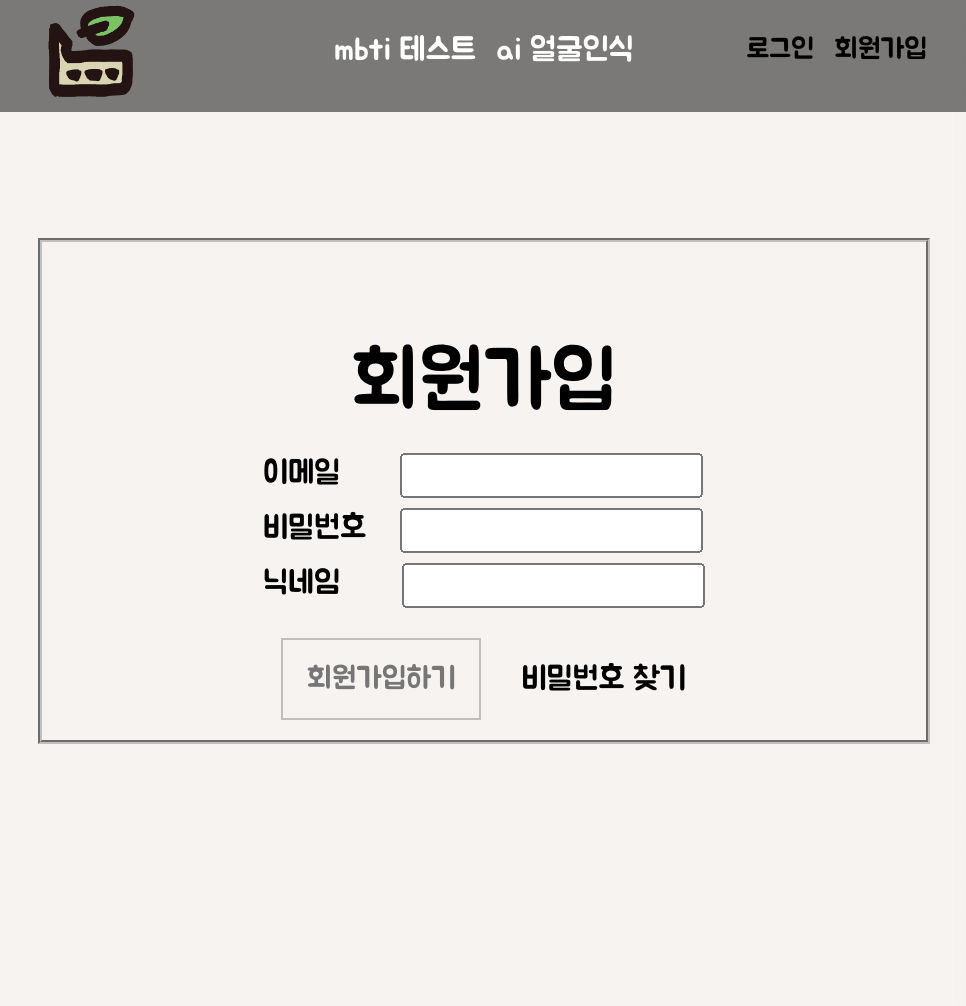 mbti 테스트 ai 얼굴인식 로그인 회원가입
회원가입
이메일
비밀번호
닉네임
회원가입하기 비밀번호 찾기